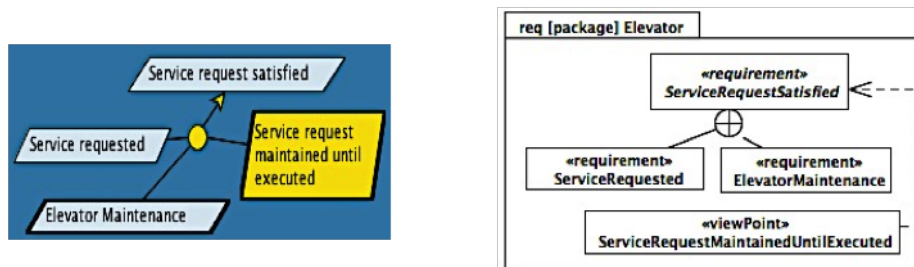 Service request satisfied
Service requested
Service request
maintained until
executed
Elevator Maintenance
req [package] Elevator
«requirement»
ServiceRequestSatisfied
«requirement»
ServiceRequested
«requirement»
ElevatorMaintenance
«viewPoint»
ServiceRequestMaintainedUntilExecuted